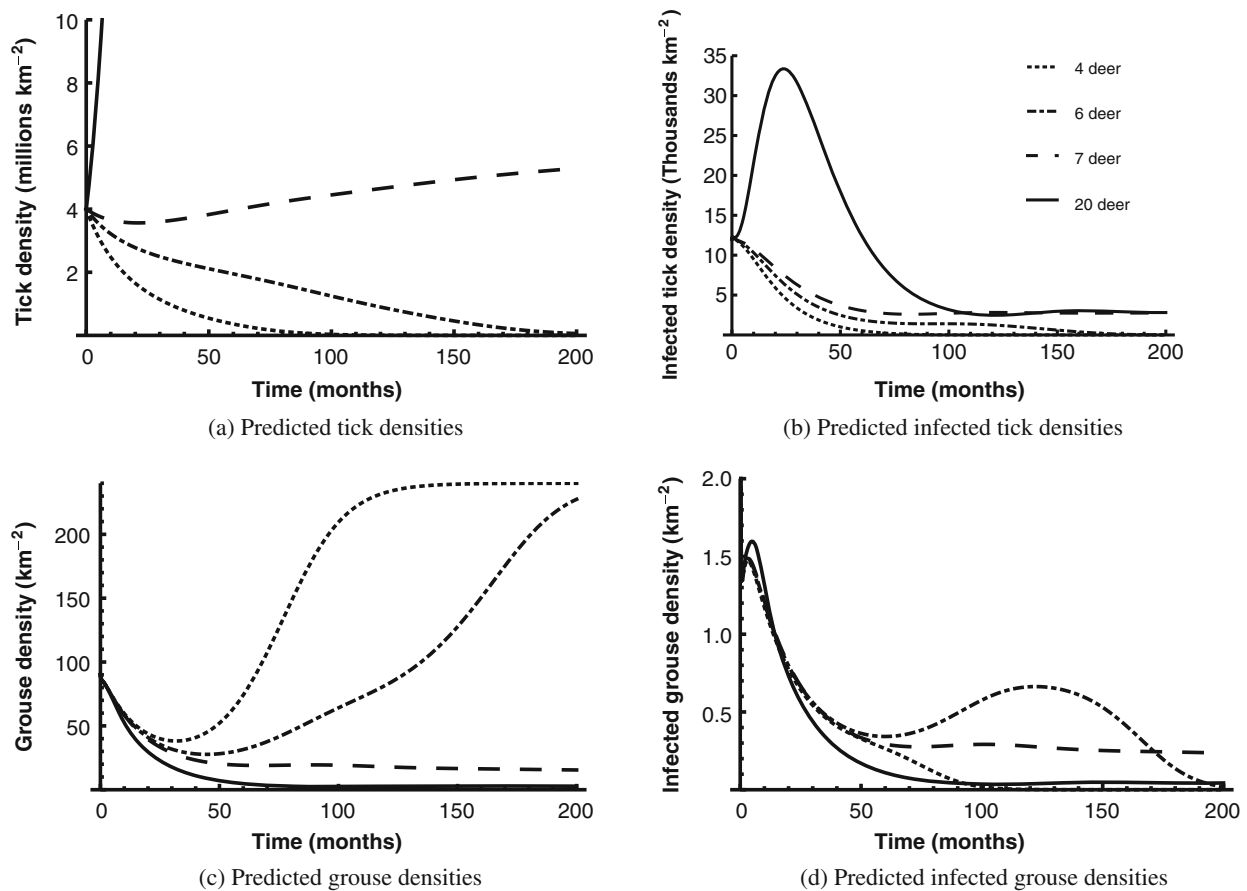 Tick density (millions km⁻²)
10
8
6
4
2
0
50
100
150
200
Time (months)
(a) Predicted tick densities
Infected tick density (Thousands km⁻²)
35
30
25
20
15
10
5
0
50
100
150
200
Time (months)
4 deer
6 deer
7 deer
20 deer
(b) Predicted infected tick densities
Grouse density (km⁻²)
200
150
100
50
0
50
100
150
200
Time (months)
(c) Predicted grouse densities
Infected grouse density (km⁻²)
2.0
1.5
1.0
0.5
0
50
100
150
200
Time (months)
(d) Predicted infected grouse densities